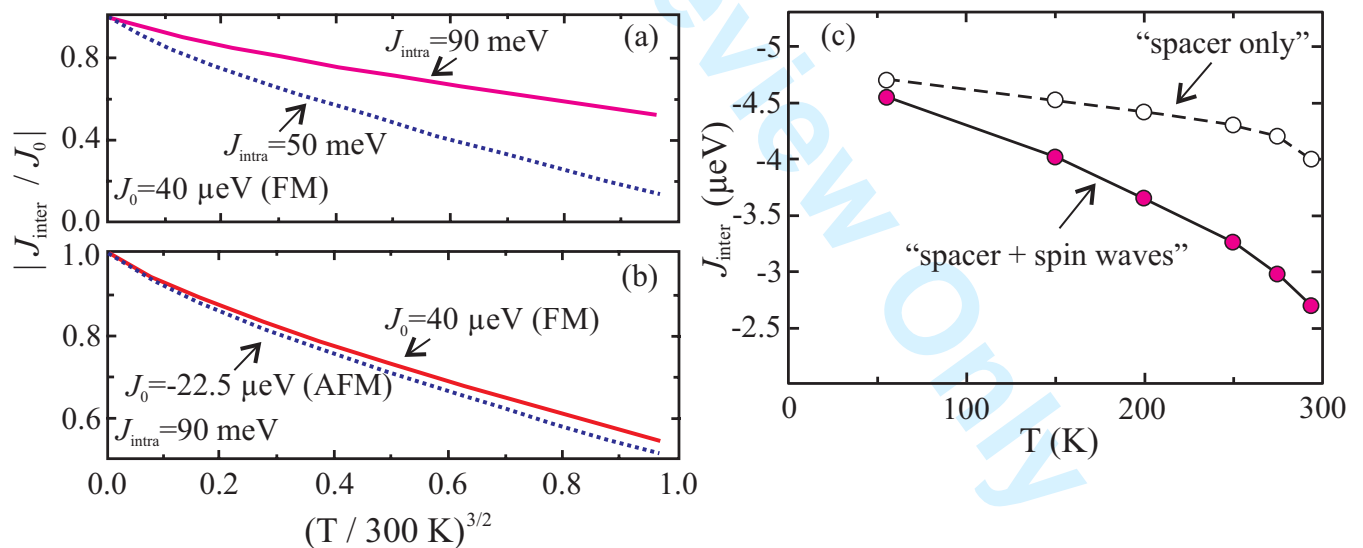 (a)
J_intra=90 meV
J_intra=50 meV
J_0=40 µeV (FM)
0.8
0.4
0.0
| J_inter / J_0|
(b)
1.0
0.8
0.6
J_0=40 µeV (FM)
J_0=-22.5 µeV (AFM)
J_intra=90 meV
0.0 0.2 0.4 0.6 0.8 1.0
(T / 300 K)^3/2
(c)
-5
-4.5
-4
-3.5
-3
-2.5
J_inter (µeV)
“spacer only”
“spacer + spin waves”
0 100 200 300
T (K)
view Only